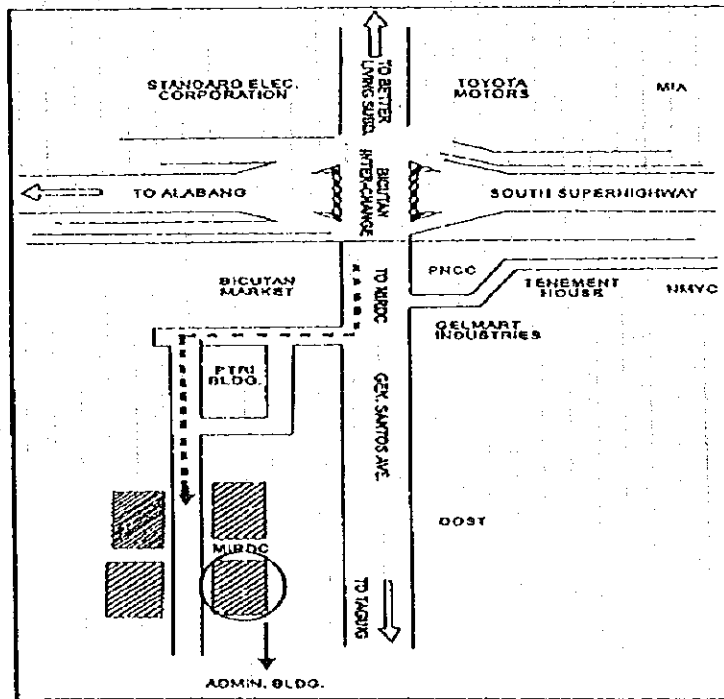 TO BETTER
LIVING SUBD.
STANDARD ELEC.
CORPORATION
TOYOTA
MOTORS
MIA
BICUTAN
INTER-CHANGE
TO ALABANG
SOUTH SUPERHIGHWAY
BICUTAN
MARKET
TO MIRDC
PNCC
TENEMENT
HOUSE
NMYC
GELMART
INDUSTRIES
PTRI
BLDG.
GEN. SANTOS AVE.
DOST
MIRDC
TO TAGUIG
ADMIN. BLDG.